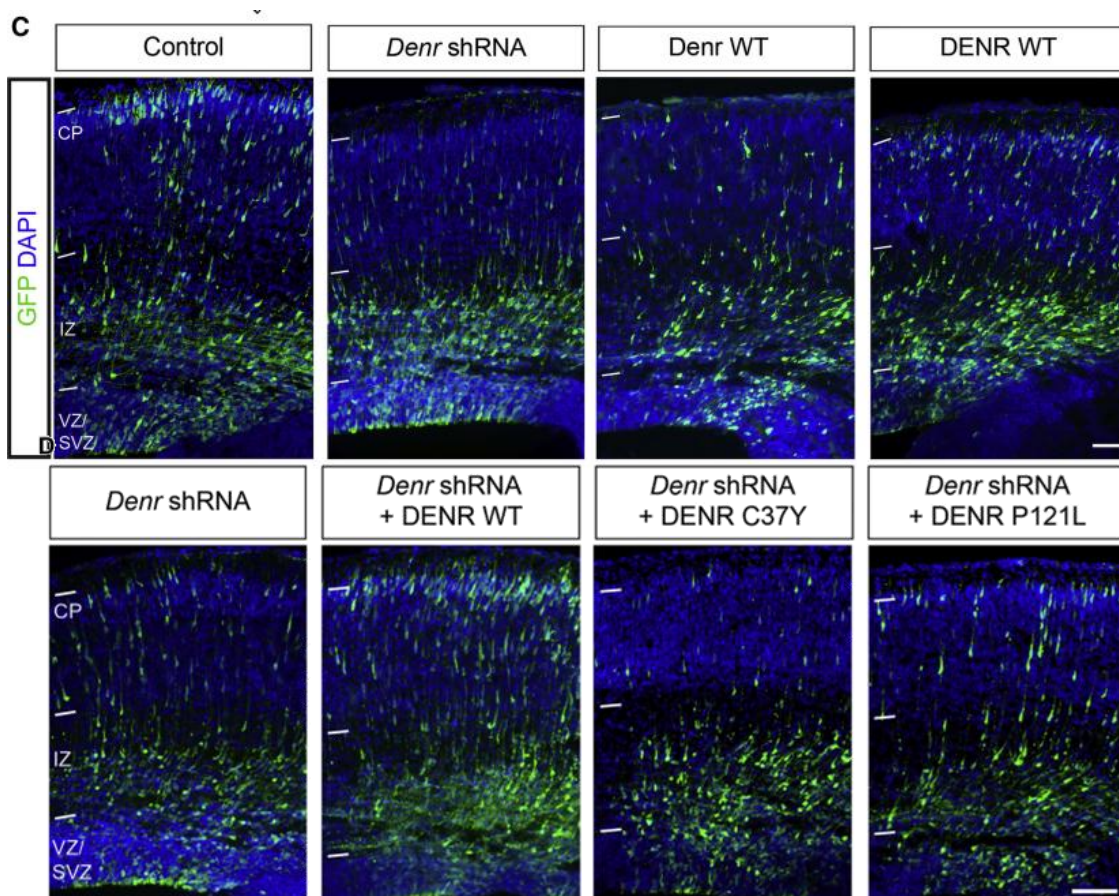 C
Control
Denr shRNA
Denr WT
DENR WT
GFP DAPI
CP
IZ
VZ/
SVZ
D
Denr shRNA
Denr shRNA
+ DENR WT
Denr shRNA
+ DENR C37Y
Denr shRNA
+ DENR P121L
CP
IZ
VZ/
SVZ